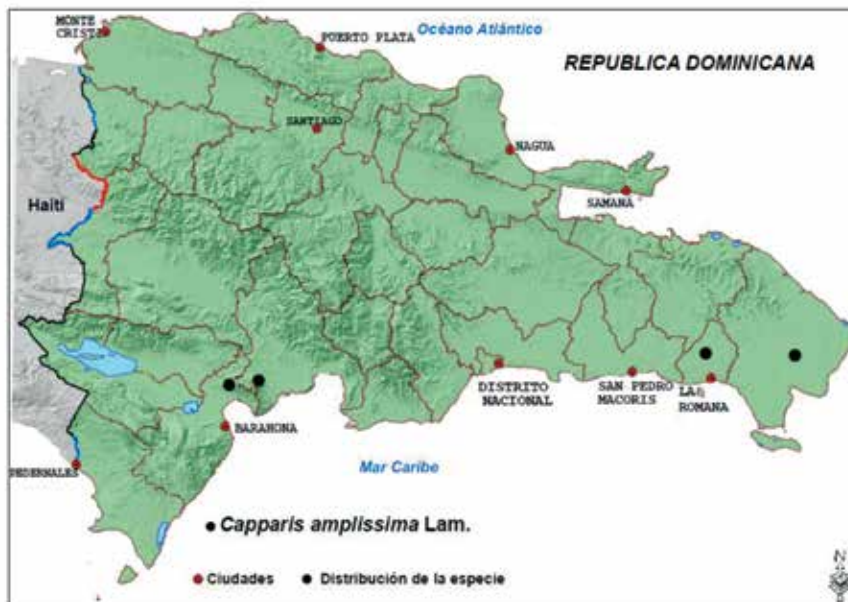 MONTE
CRISTI
PUERTO PLATA
Océano Atlántico
REPUBLICA DOMINICANA
SANTIAGO
NAGUA
SAMANA
Haití
DISTRITO
NACIONAL
SAN PEDRO
MACORIS
LA
ROMANA
BARAHONA
PEDERNALES
Mar Caribe
Capparis amplissima Lam.
Ciudades
Distribución de la especie
N